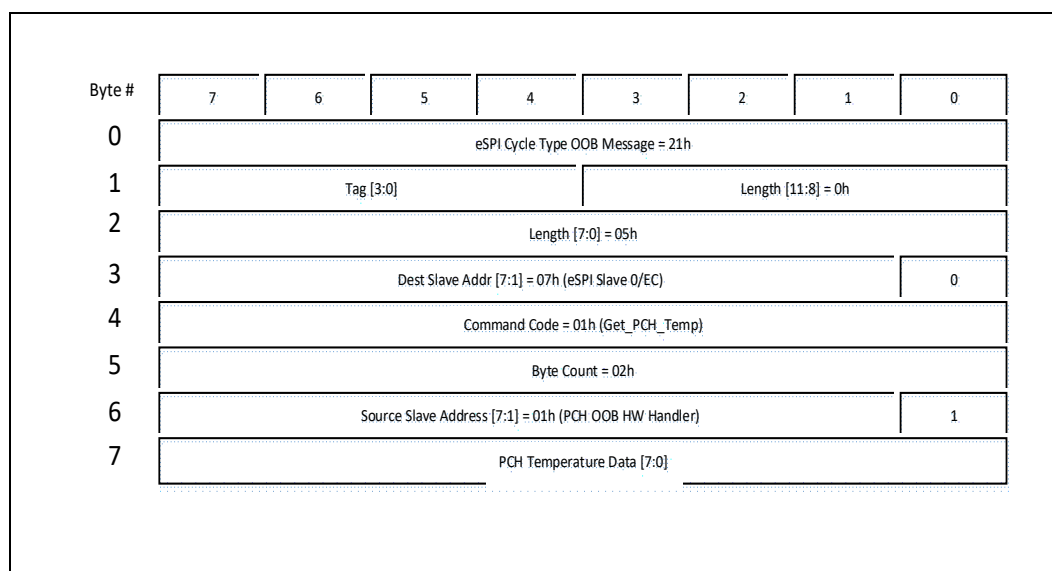 Byte # 7 6 5 4 3 2 1 0
0 eSPI Cycle Type OOB Message = 21h
1 Tag [3:0] Length [11:8] = 0h
2 Length [7:0] = 05h
3 Dest Slave Addr [7:1] = 07h (eSPI Slave 0/EC) 0
4 Command Code = 01h (Get_PCH_Temp)
5 Byte Count = 02h
6 Source Slave Address [7:1] = 01h (PCH OOB HW Handler) 1
7 PCH Temperature Data [7:0]